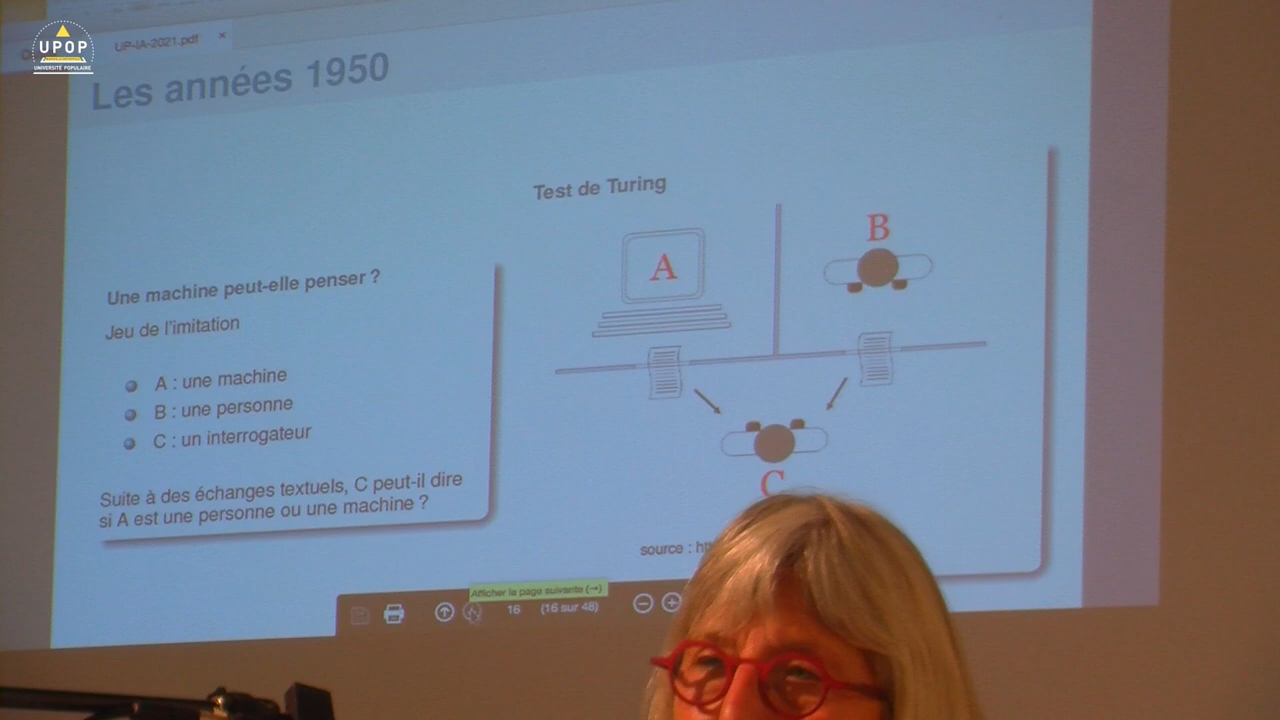 UPOP
UNIVERSITÉ POPULAIRE
UP-IA-2021.pdf
Les années 1950
Test de Turing
A
B
Une machine peut-elle penser ?
Jeu de l'imitation
A : une machine
B : une personne
C : un interrogateur
C
Suite à des échanges textuels, C peut-il dire
si A est une personne ou une machine ?
source :
Afficher la page suivante (→)
16 (16 sur 48)